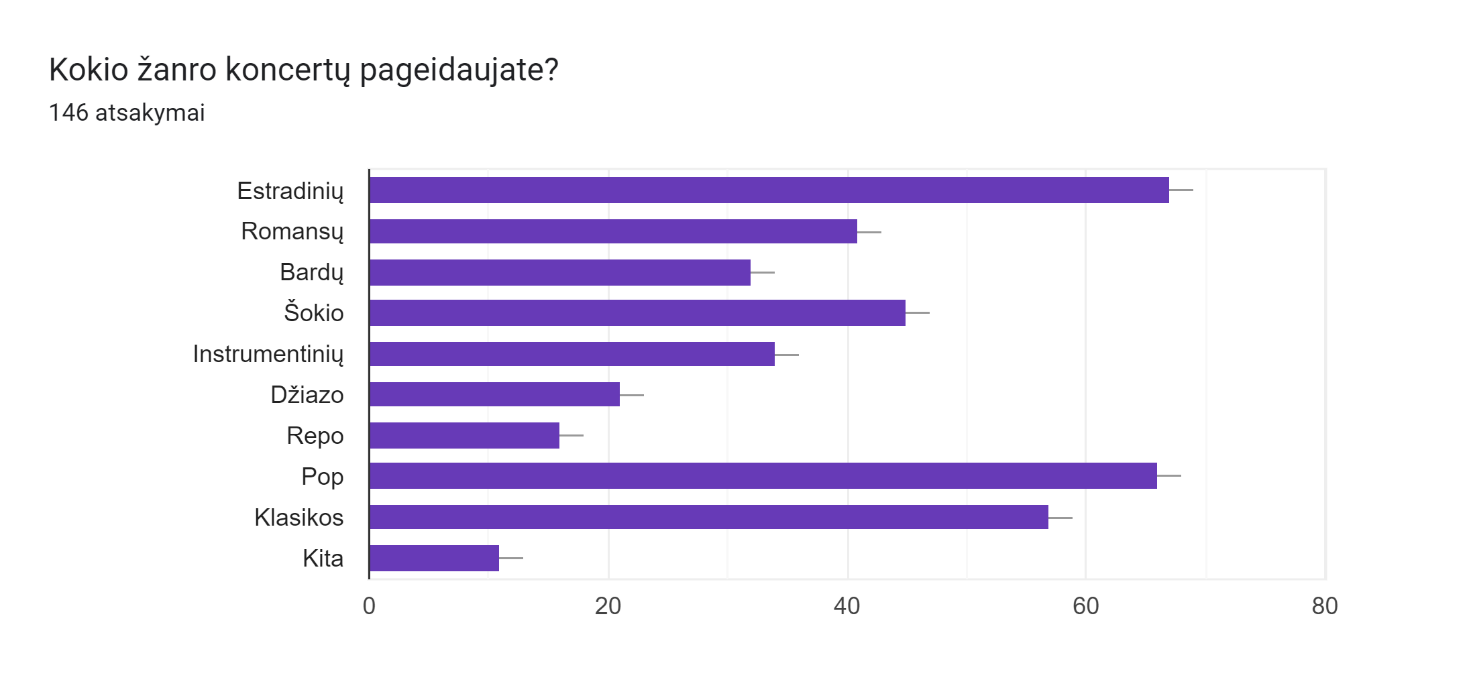 Kokio žanro koncertų pageidaujate?
146 atsakymai
Estradinių
Romansų
Bardų
Šokio
Instrumentinių
Džiazo
Repo
Pop
Klasikos
Kita
0 20 40 60 80